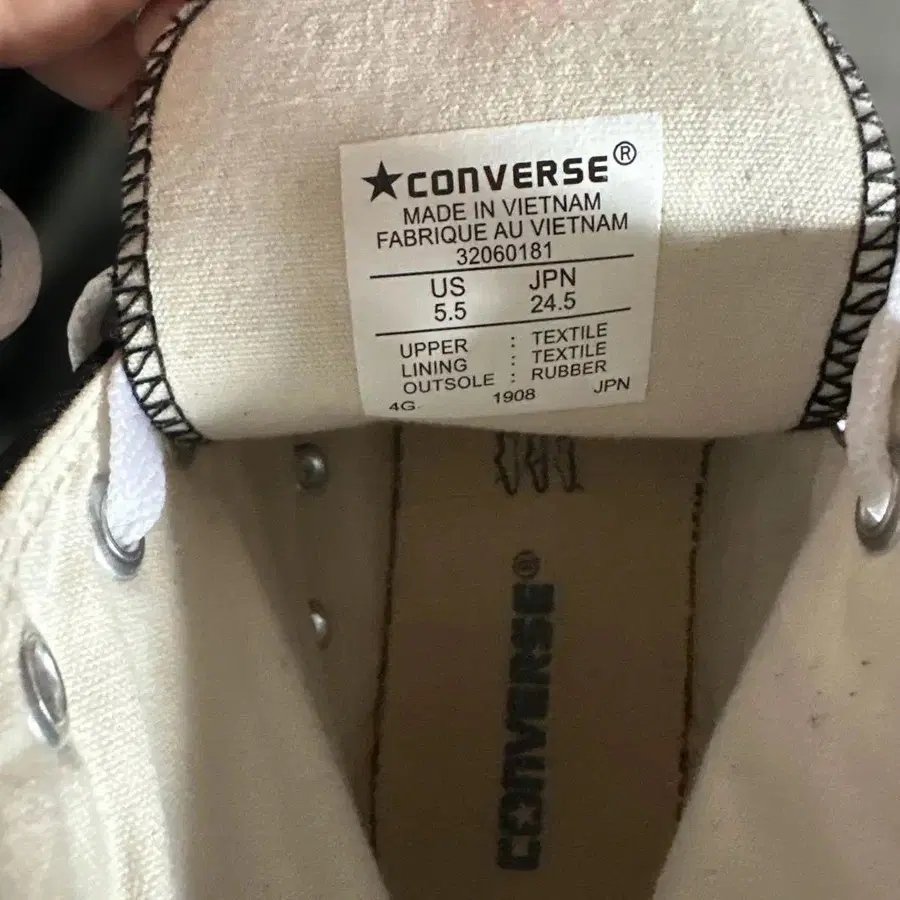 ★CONVERSE®
MADE IN VIETNAM
FABRIQUE AU VIETNAM
32060181
US JPN
5.5 24.5
UPPER : TEXTILE
LINING : TEXTILE
OUTSOLE : RUBBER
4G. 1908 JPN
CONVERSE®